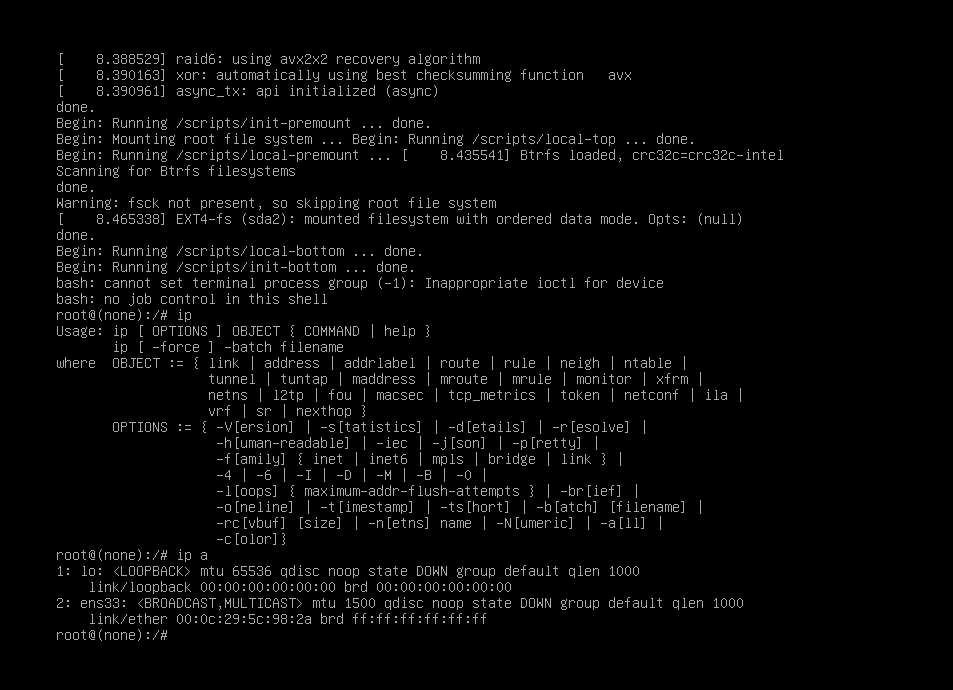 [    8.388529] raid6: using avx2x2 recovery algorithm
[    8.390163] xor: automatically using best checksumming function   avx
[    8.390961] async_tx: api initialized (async)
done.
Begin: Running /scripts/init-premount ... done.
Begin: Mounting root file system ... Begin: Running /scripts/local-top ... done.
Begin: Running /scripts/local-premount ... [    8.435541] Btrfs loaded, crc32c=crc32c-intel
Scanning for Btrfs filesystems
done.
Warning: fsck not present, so skipping root file system
[    8.465338] EXT4-fs (sda2): mounted filesystem with ordered data mode. Opts: (null)
done.
Begin: Running /scripts/local-bottom ... done.
Begin: Running /scripts/init-bottom ... done.
bash: cannot set terminal process group (-1): Inappropriate ioctl for device
bash: no job control in this shell
root@(none):/# ip
Usage: ip [ OPTIONS ] OBJECT { COMMAND | help }
       ip [ -force ] -batch filename
where  OBJECT := { link | address | addrlabel | route | rule | neigh | ntable |
                   tunnel | tuntap | maddress | mroute | mrule | monitor | xfrm |
                   netns | l2tp | fou | macsec | tcp_metrics | token | netconf | ila |
                   vrf | sr | nexthop }
       OPTIONS := { -V[ersion] | -s[tatistics] | -d[etails] | -r[esolve] |
                    -h[uman-readable] | -iec | -j[son] | -p[retty] |
                    -f[amily] { inet | inet6 | mpls | bridge | link } |
                    -4 | -6 | -I | -D | -M | -B | -0 |
                    -l[oops] { maximum-addr-flush-attempts } | -br[ief] |
                    -o[neline] | -t[imestamp] | -ts[hort] | -b[atch] [filename] |
                    -rc[vbuf] [size] | -n[etns] name | -N[umeric] | -a[ll] |
                    -c[olor]}
root@(none):/# ip a
1: lo: <LOOPBACK> mtu 65536 qdisc noop state DOWN group default qlen 1000
    link/loopback 00:00:00:00:00:00 brd 00:00:00:00:00:00
2: ens33: <BROADCAST,MULTICAST> mtu 1500 qdisc noop state DOWN group default qlen 1000
    link/ether 00:0c:29:5c:98:2a brd ff:ff:ff:ff:ff:ff
root@(none):/#